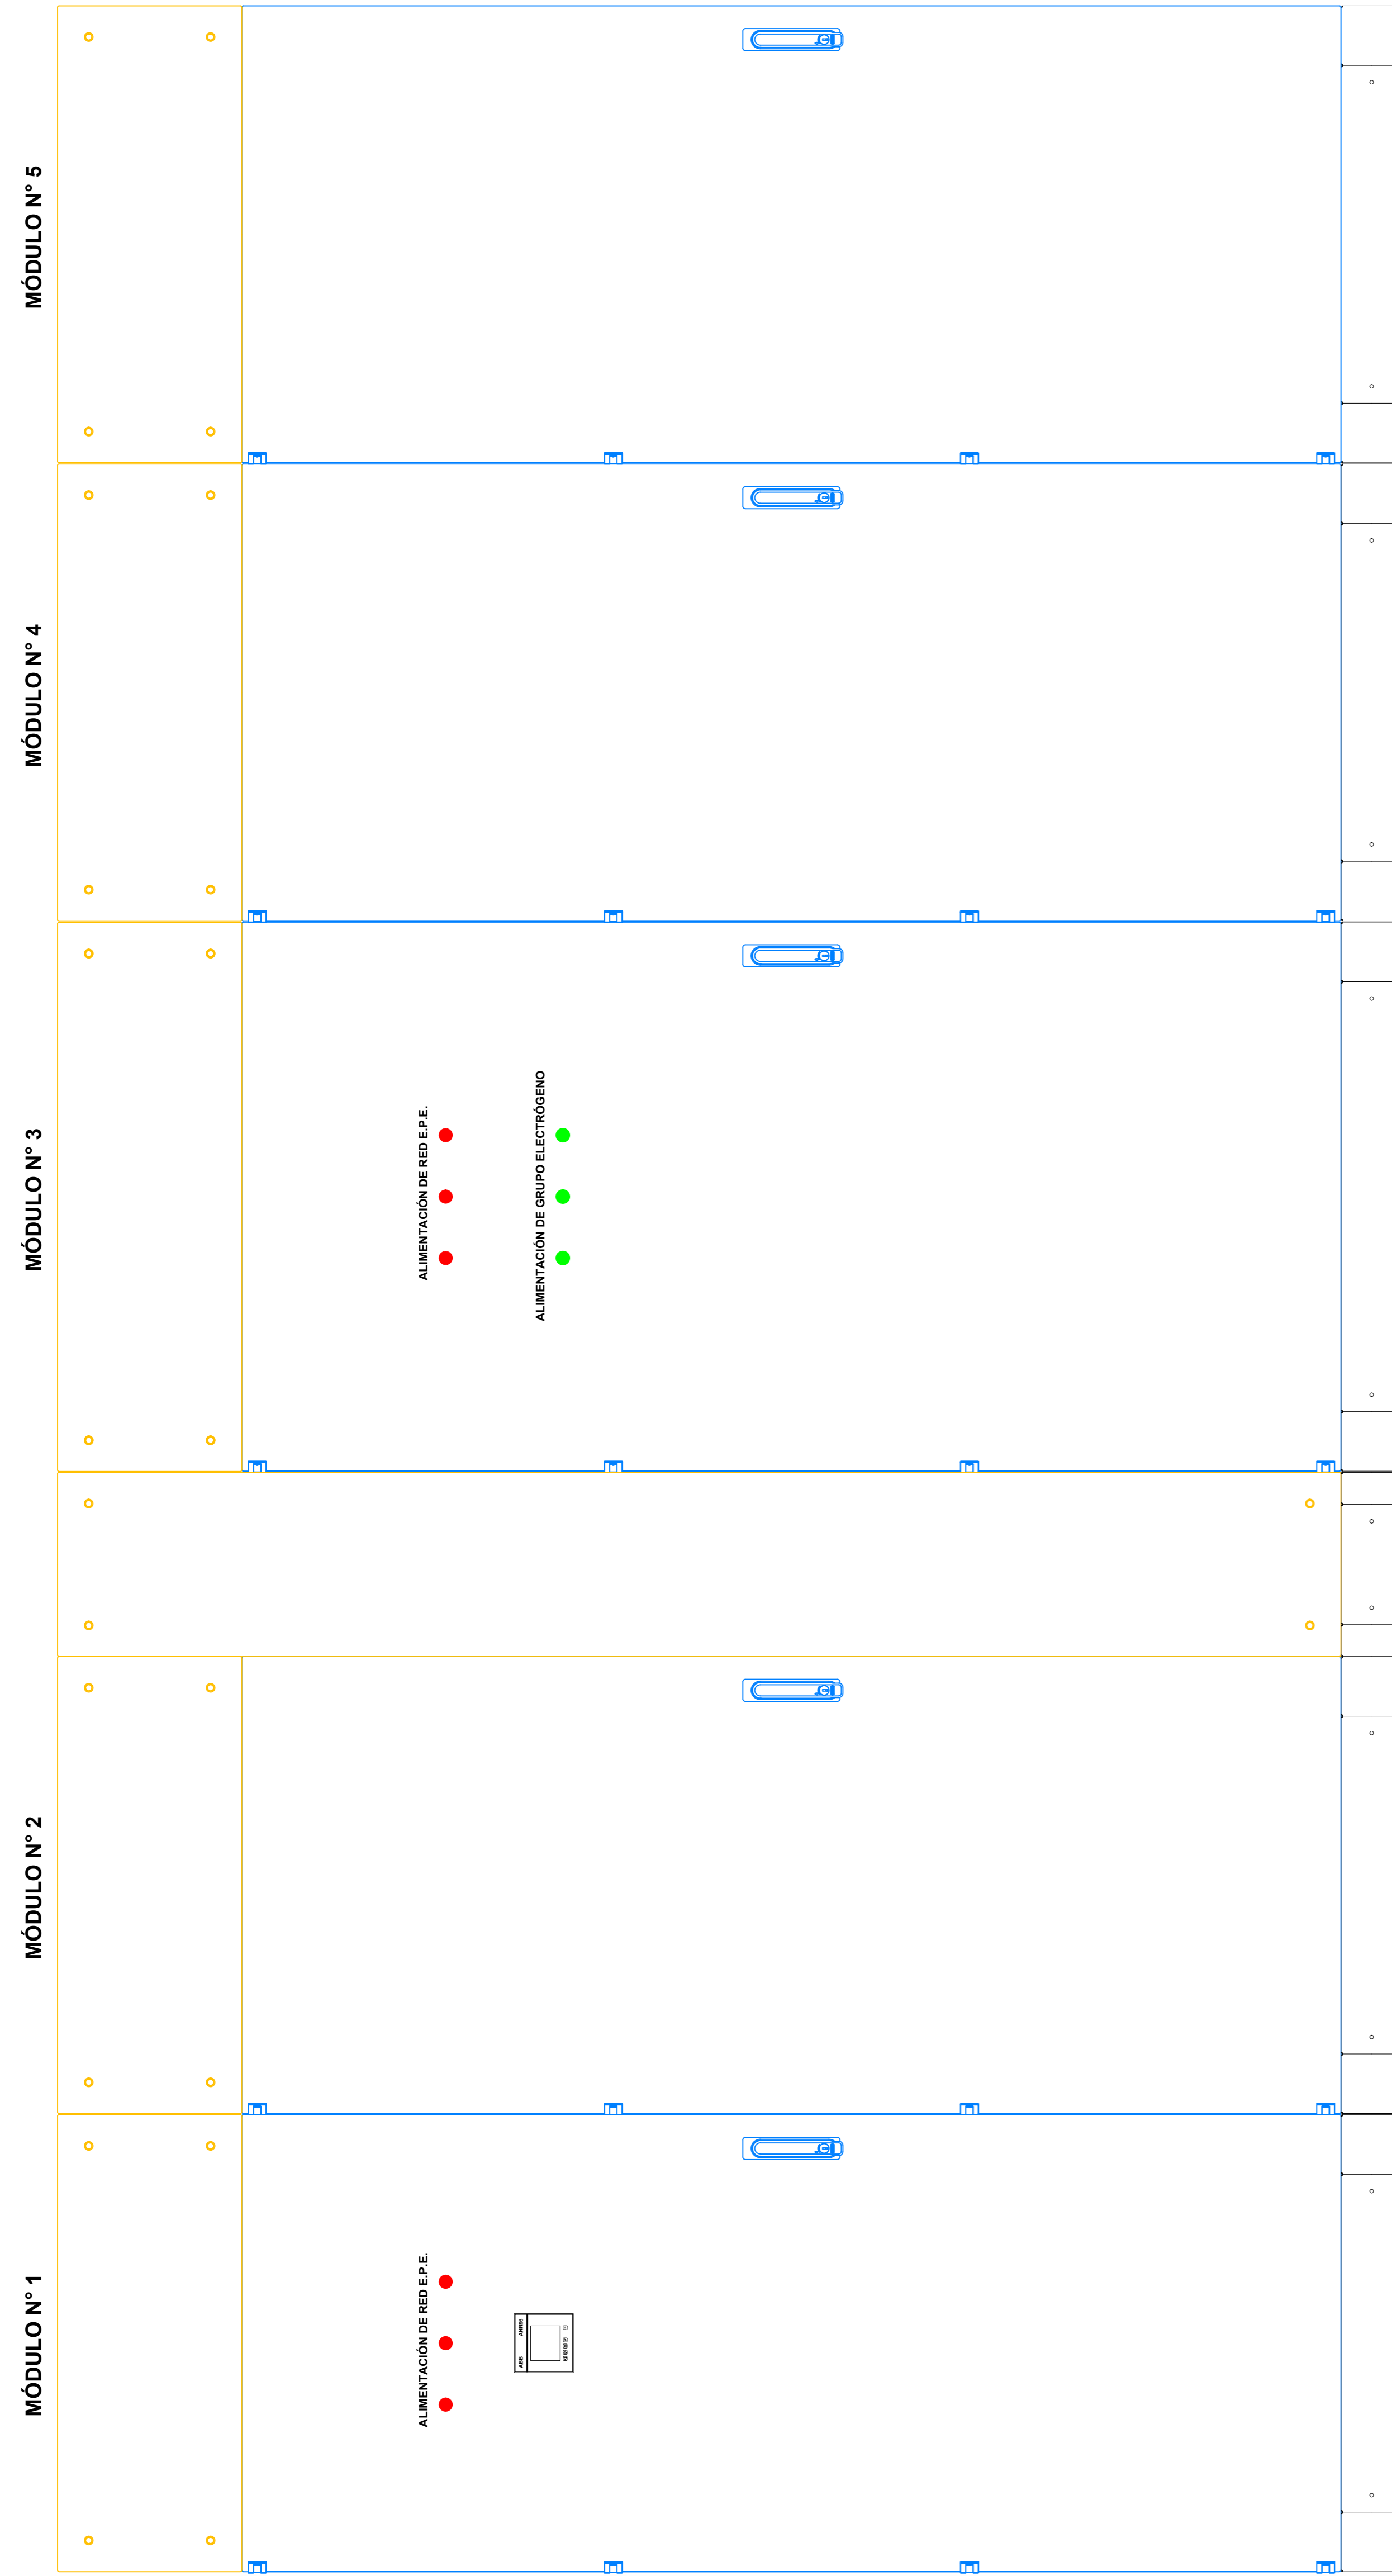 MÓDULO N° 1
MÓDULO N° 2
MÓDULO N° 3
MÓDULO N° 4
MÓDULO N° 5
ALIMENTACIÓN DE RED E.P.E.
ABB ANR96
ALIMENTACIÓN DE RED E.P.E.
ALIMENTACIÓN DE GRUPO ELECTRÓGENO